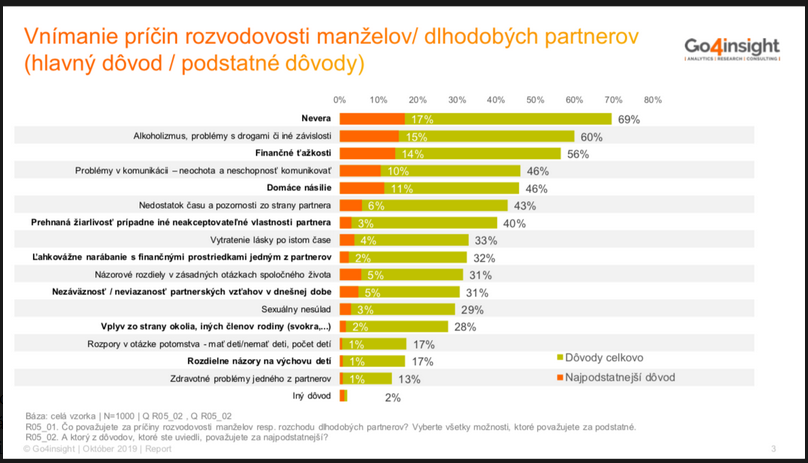 Vnímanie príčin rozvodovosti manželov/ dlhodobých partnerov
(hlavný dôvod / podstatné dôvody)
Go4insight
| ANALYTICS | RESEARCH | CONSULTING |
0% 10% 20% 30% 40% 50% 60% 70% 80%
Nevera 17% 69%
Alkoholizmus, problémy s drogami či iné závislosti 15% 60%
Finančné ťažkosti 14% 56%
Problémy v komunikácii – neochota a neschopnosť komunikovať 10% 46%
Domáce násilie 11% 46%
Nedostatok času a pozornosti zo strany partnera 6% 43%
Prehnaná žiarlivosť prípadne iné neakceptovateľné vlastnosti partnera 3% 40%
Vytratenie lásky po istom čase 4% 33%
Ľahkovážne narábanie s finančnými prostriedkami jedným z partnerov 2% 32%
Názorové rozdiely v zásadných otázkach spoločného života 5% 31%
Nezáväznosť / neviazanosť partnerských vzťahov v dnešnej dobe 5% 31%
Sexuálny nesúlad 3% 29%
Vplyv zo strany okolia, iných členov rodiny (svokra,...) 2% 28%
Rozpory v otázke potomstva - mať deti/nemať deti, počet detí 1% 17%
Rozdielne názory na výchovu detí 1% 17%
Zdravotné problémy jedného z partnerov 1% 13%
Iný dôvod 2%
Dôvody celkovo
Najpodstatnejší dôvod
Báza: celá vzorka | N=1000 | Q R05_02 , Q R05_02
R05_01. Čo považujete za príčiny rozvodovosti manželov resp. rozchodu dlhodobých partnerov? Vyberte všetky možnosti, ktoré považujete za podstatné.
R05_02. A ktorý z dôvodov, ktoré ste uviedli, považujete za najpodstatnejší?
© Go4insight | Október 2019 | Report
3